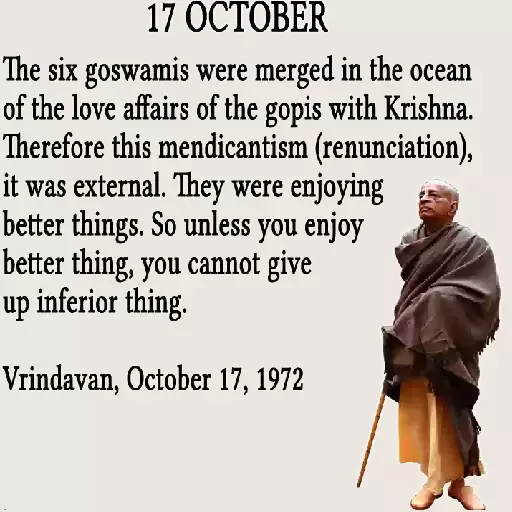 17 OCTOBER
The six goswamis were merged in the ocean
of the love affairs of the gopis with Krishna.
Therefore this mendicantism (renunciation),
it was external. They were enjoying
better things. So unless you enjoy
better thing, you cannot give
up inferior thing.
Vrindavan, October 17, 1972